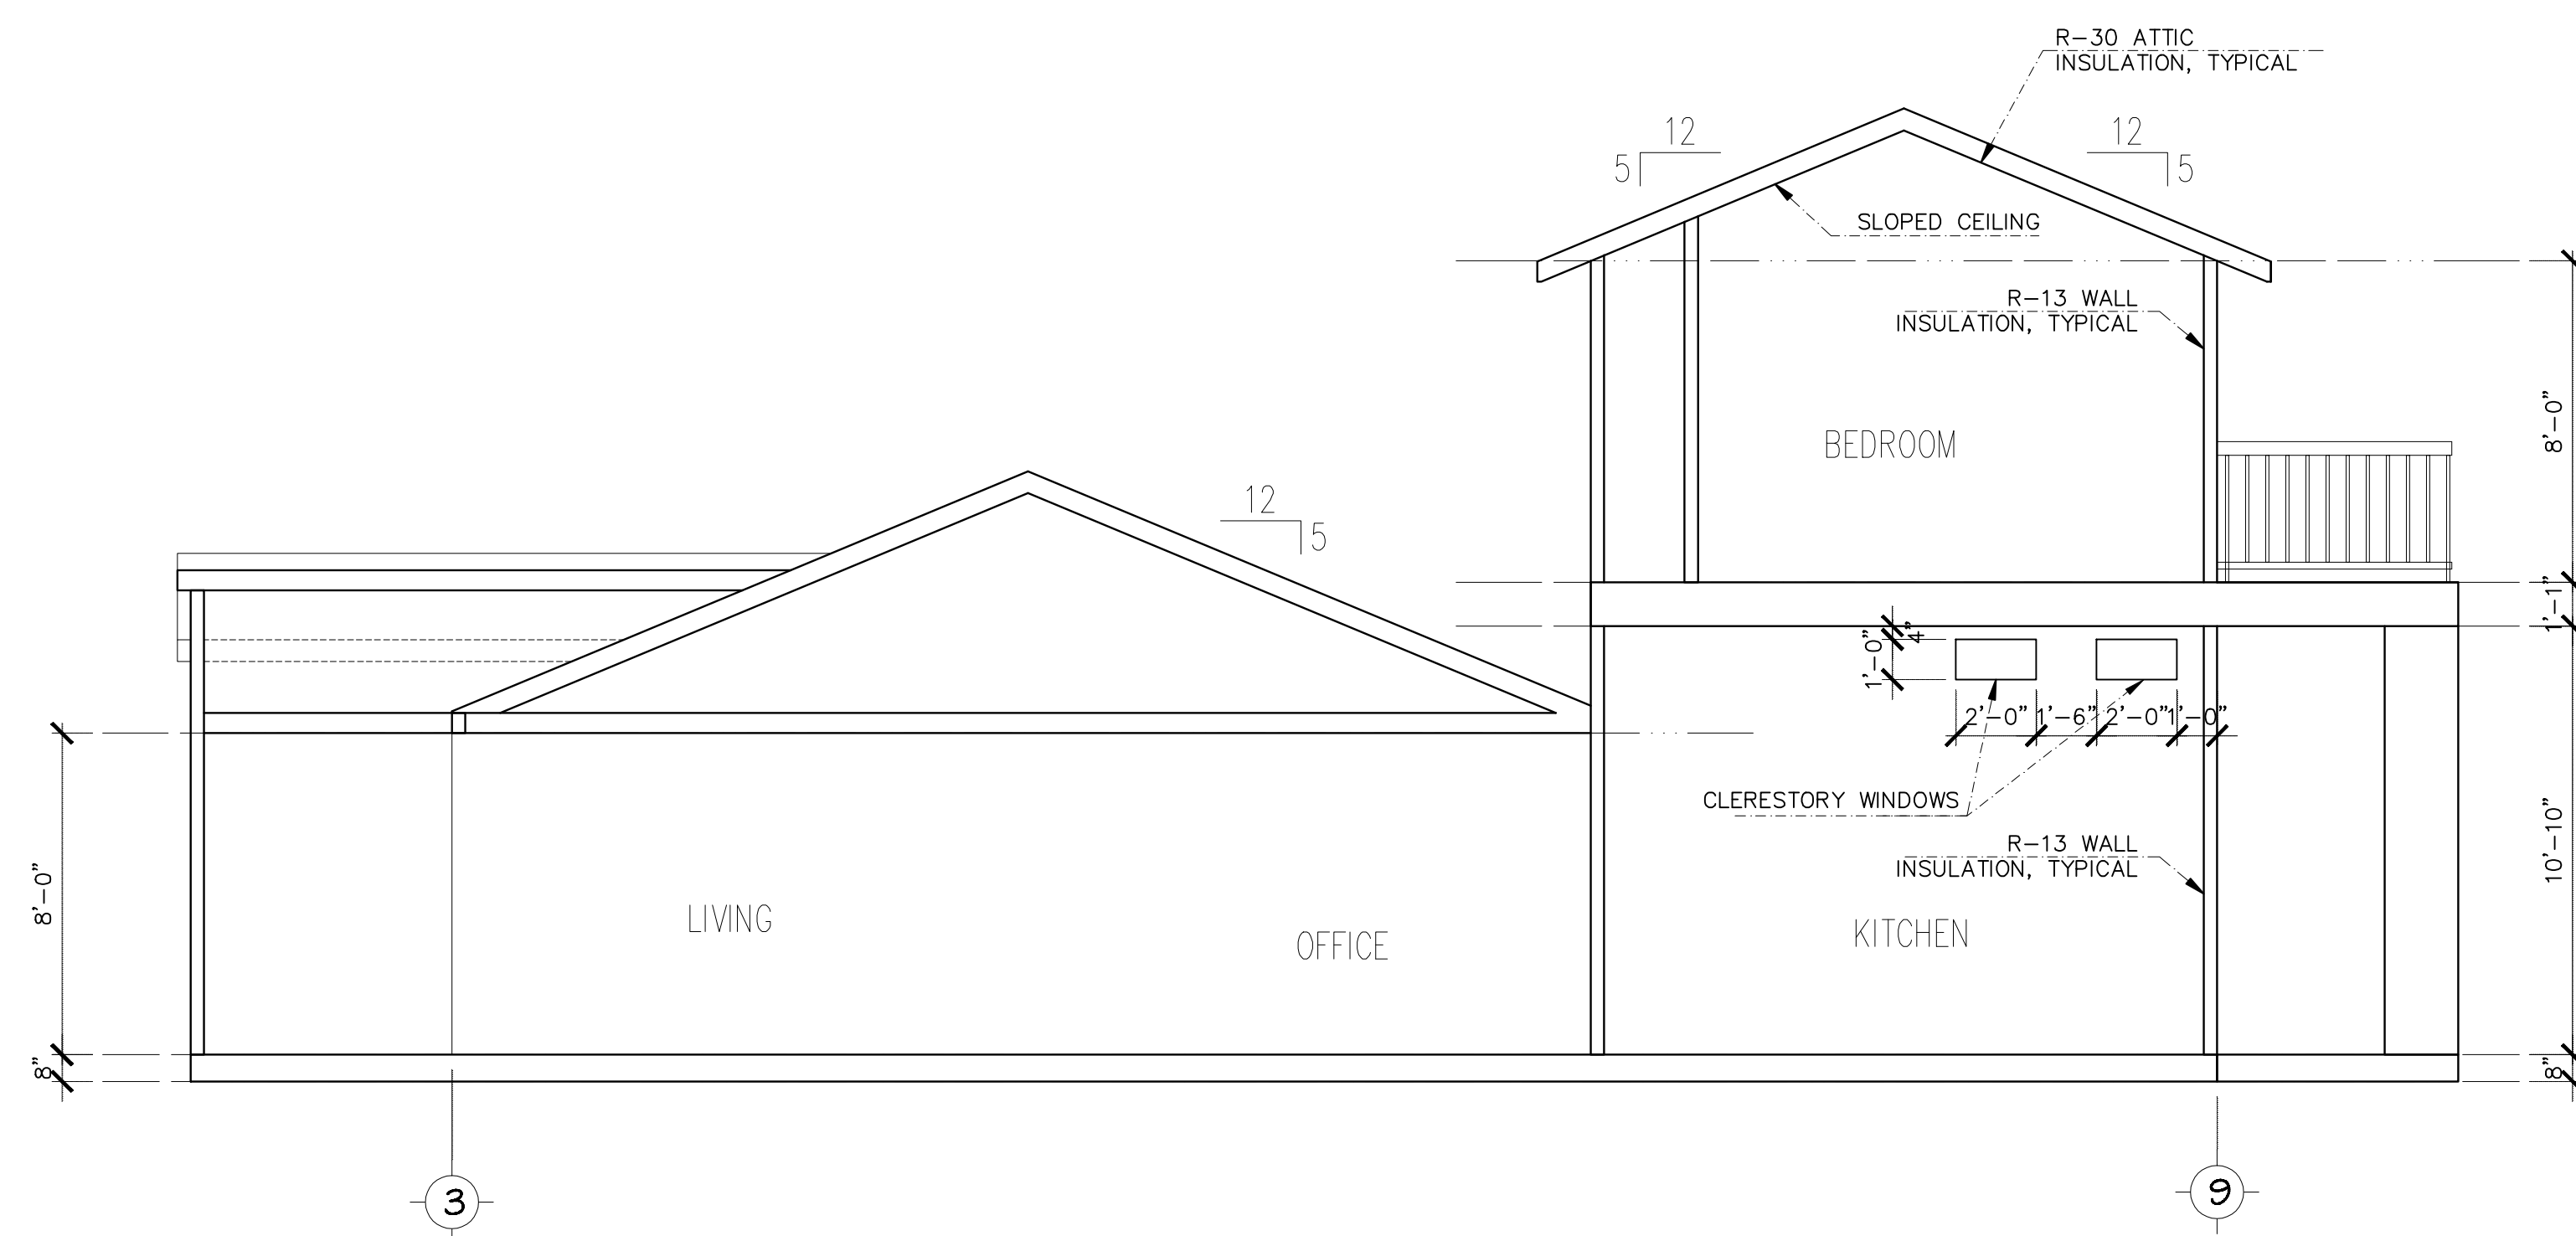 R-30 ATTIC
INSULATION, TYPICAL
12
5
12
5
SLOPED CEILING
R-13 WALL
INSULATION, TYPICAL
8'-0"
BEDROOM
12
5
1'-1"
4"
1'-0"
2'-0" 1'-6" 2'-0" 1'-0"
CLERESTORY WINDOWS
R-13 WALL
INSULATION, TYPICAL
10'-10"
8'-0"
LIVING
OFFICE
KITCHEN
8"
8"
3
9